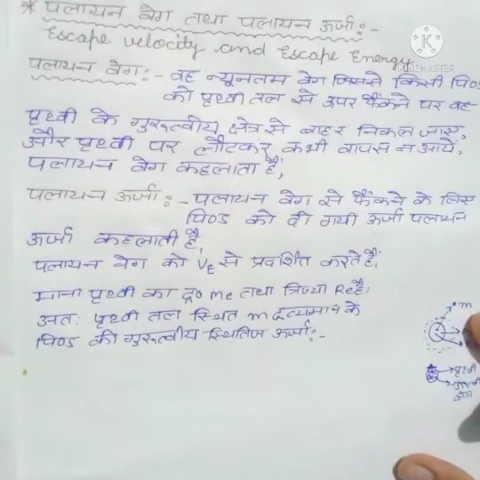 * पलायन वेग तथा पलायन ऊर्जा :-
Escape velocity and Escape Energy
पलायन वेग :- वह न्यूनतम वेग जिससे किसी पिण्ड
को पृथ्वी तल से उपर फेंकने पर वह
पृथ्वी के गुरुत्वीय क्षेत्र से बाहर निकल जाए,
और पृथ्वी पर लौटकर कभी वापस न आये,
पलायन वेग कहलाता है,
पलायन ऊर्जा :- पलायन वेग से फेंकने के लिए
पिण्ड को दी गयी ऊर्जा पलायन
ऊर्जा कहलाती है,
पलायन वेग को VE से प्रदर्शित करते हैं,
माना पृथ्वी का द्र० Me तथा त्रिज्या Re है,
अतः पृथ्वी तल स्थित m द्रव्यमान के
पिण्ड की गुरुत्वीय स्थितिज ऊर्जा :-
m
पृथ्वी